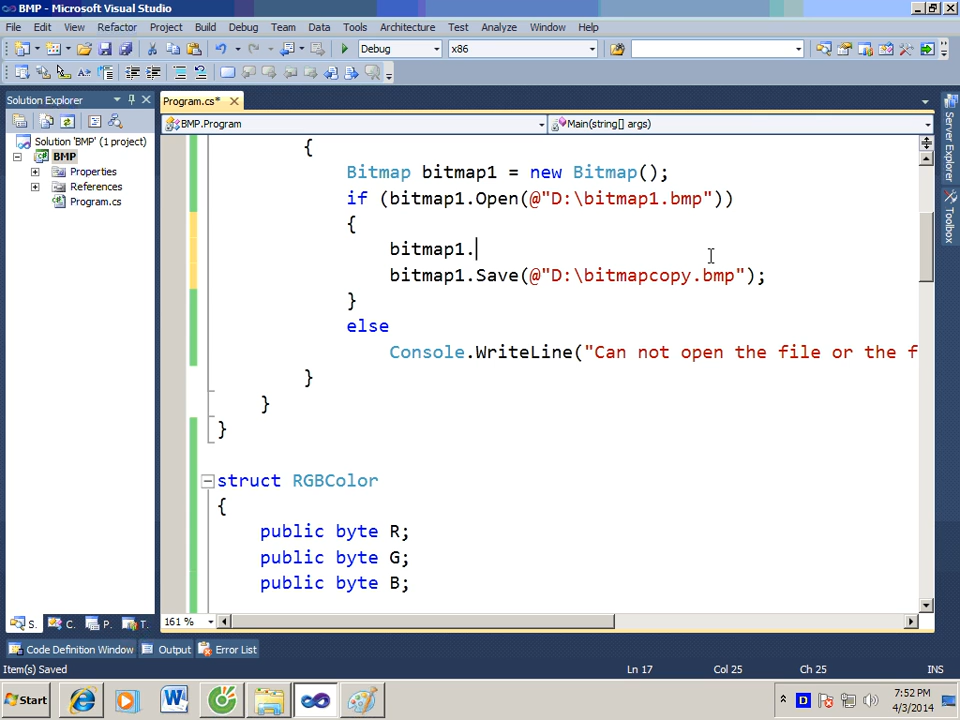 BMP - Microsoft Visual Studio
File Edit View Refactor Project Build Debug Team Data Tools Architecture Test Analyze Window Help
Debug x86
Solution Explorer
Program.cs*
BMP.Program
Main(string[] args)
Solution 'BMP' (1 project)
BMP
Properties
References
Program.cs
{
Bitmap bitmap1 = new Bitmap();
if (bitmap1.Open(@"D:\bitmap1.bmp"))
{
bitmap1.
bitmap1.Save(@"D:\bitmapcopy.bmp");
}
else
Console.WriteLine("Can not open the file or the f
}
}
}
struct RGBColor
{
public byte R;
public byte G;
public byte B;
Server Explorer
Toolbox
S. C. P. T.
161 %
Code Definition Window Output Error List
Item(s) Saved Ln 17 Col 25 Ch 25 INS
Start
D
7:52 PM
4/3/2014